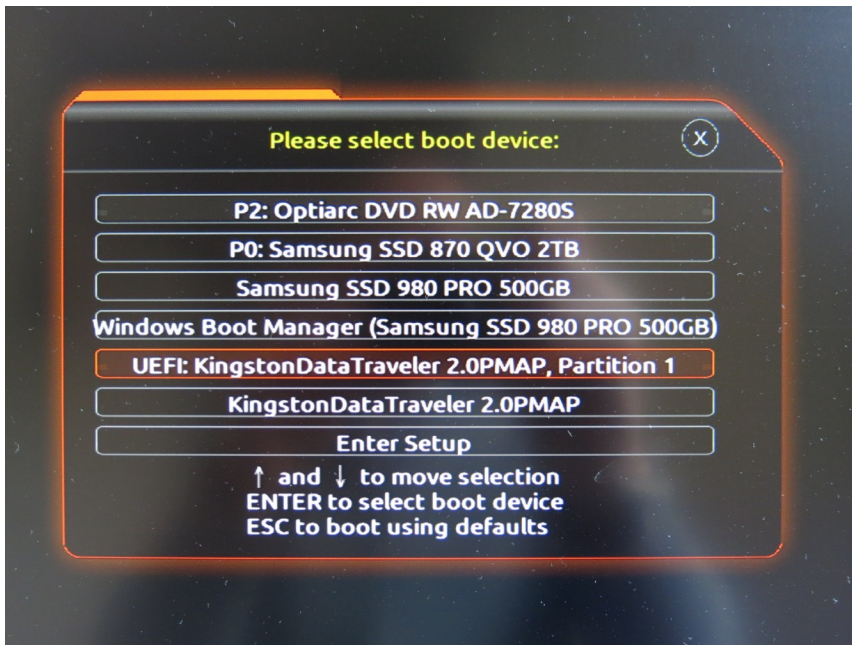 Please select boot device:
X
P2: Optiarc DVD RW AD-7280S
P0: Samsung SSD 870 QVO 2TB
Samsung SSD 980 PRO 500GB
Windows Boot Manager (Samsung SSD 980 PRO 500GB)
UEFI: KingstonDataTraveler 2.0PMAP, Partition 1
KingstonDataTraveler 2.0PMAP
Enter Setup
↑ and ↓ to move selection
ENTER to select boot device
ESC to boot using defaults